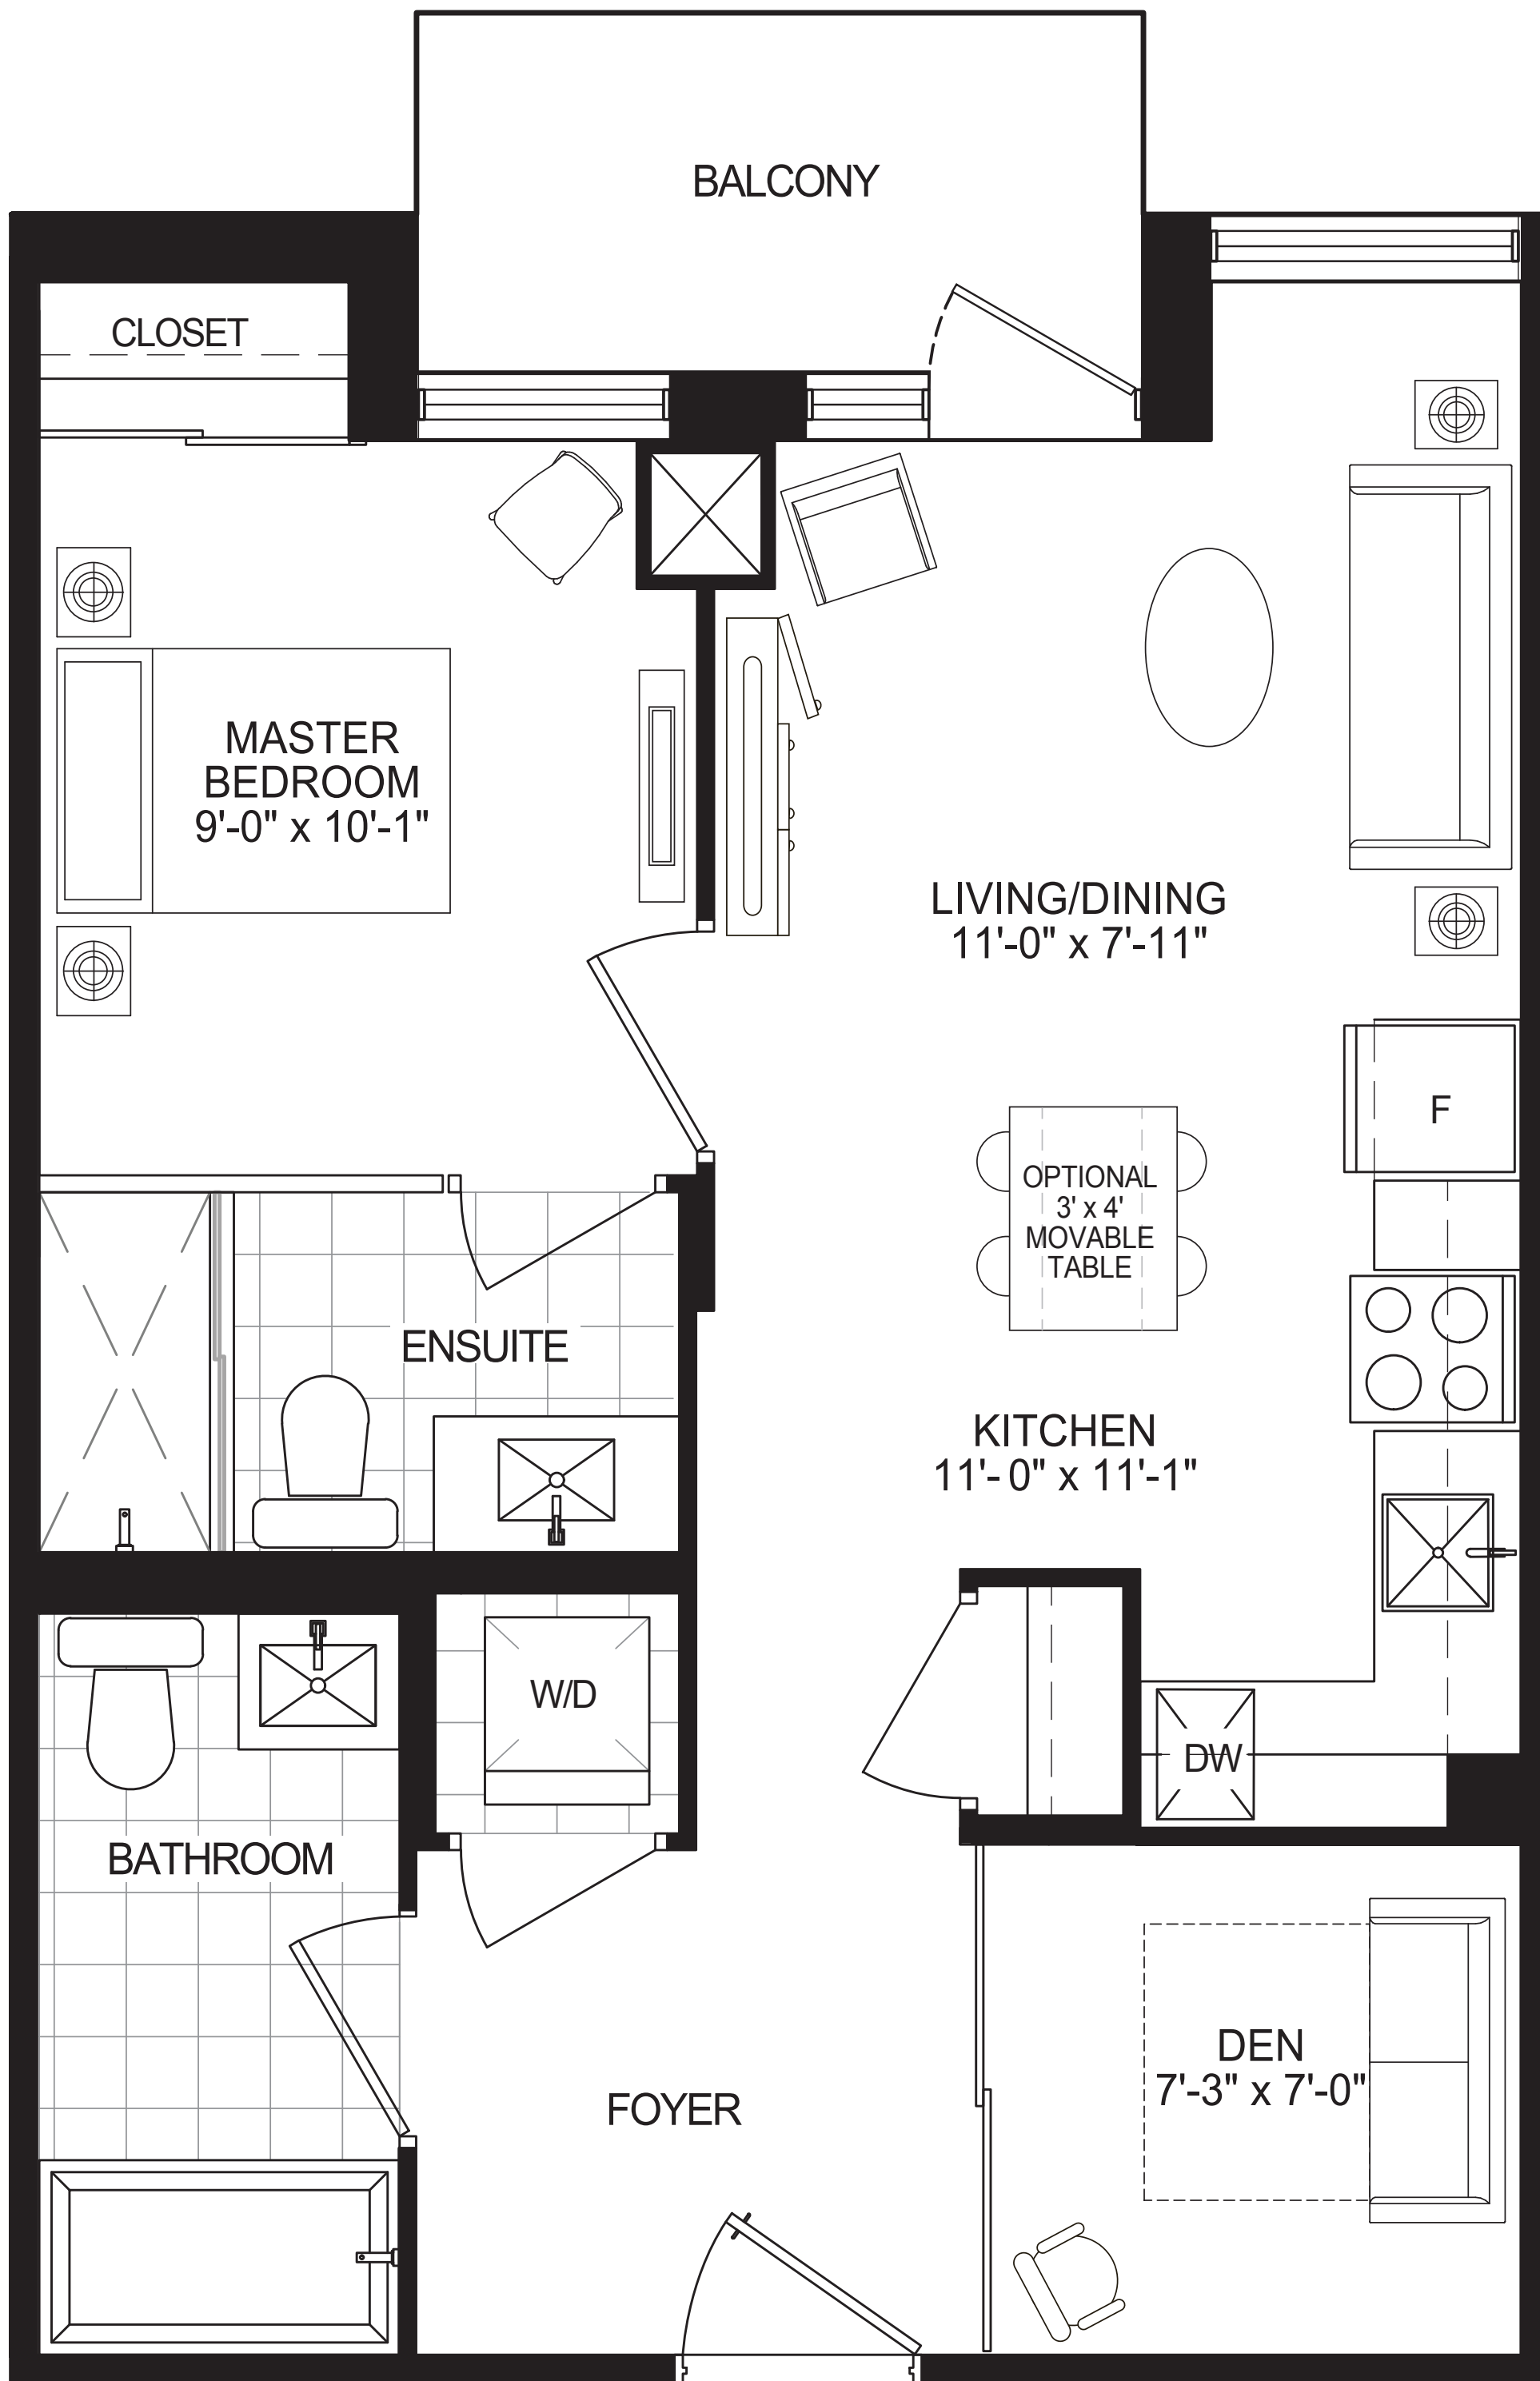 BALCONY
CLOSET
MASTER
BEDROOM
9'-0" x 10'-1"
LIVING/DINING
11'-0" x 7'-11"
F
OPTIONAL
3' x 4'
MOVABLE
TABLE
ENSUITE
KITCHEN
11'- 0" x 11'-1"
W/D
DW
BATHROOM
DEN
7'-3" x 7'-0"
FOYER